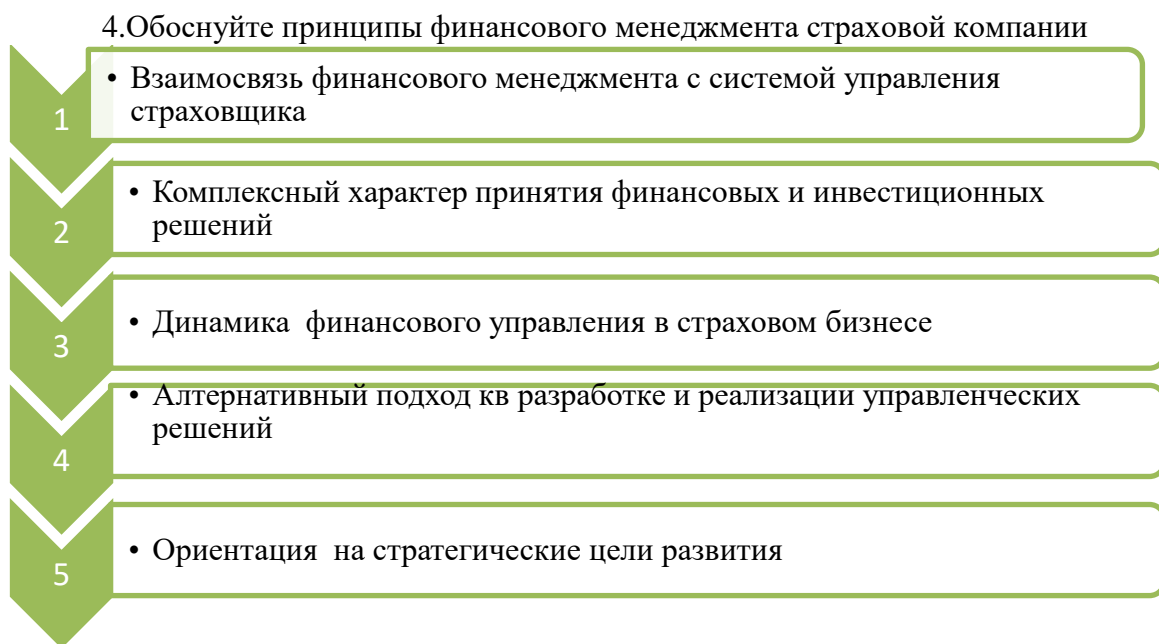 4.Обоснуйте принципы финансового менеджмента страховой компании
1
• Взаимосвязь финансового менеджмента с системой управления
страховщика
2
• Комплексный характер принятия финансовых и инвестиционных
решений
3
• Динамика финансового управления в страховом бизнесе
4
• Алтернативный подход кв разработке и реализации управленческих
решений
5
• Ориентация на стратегические цели развития